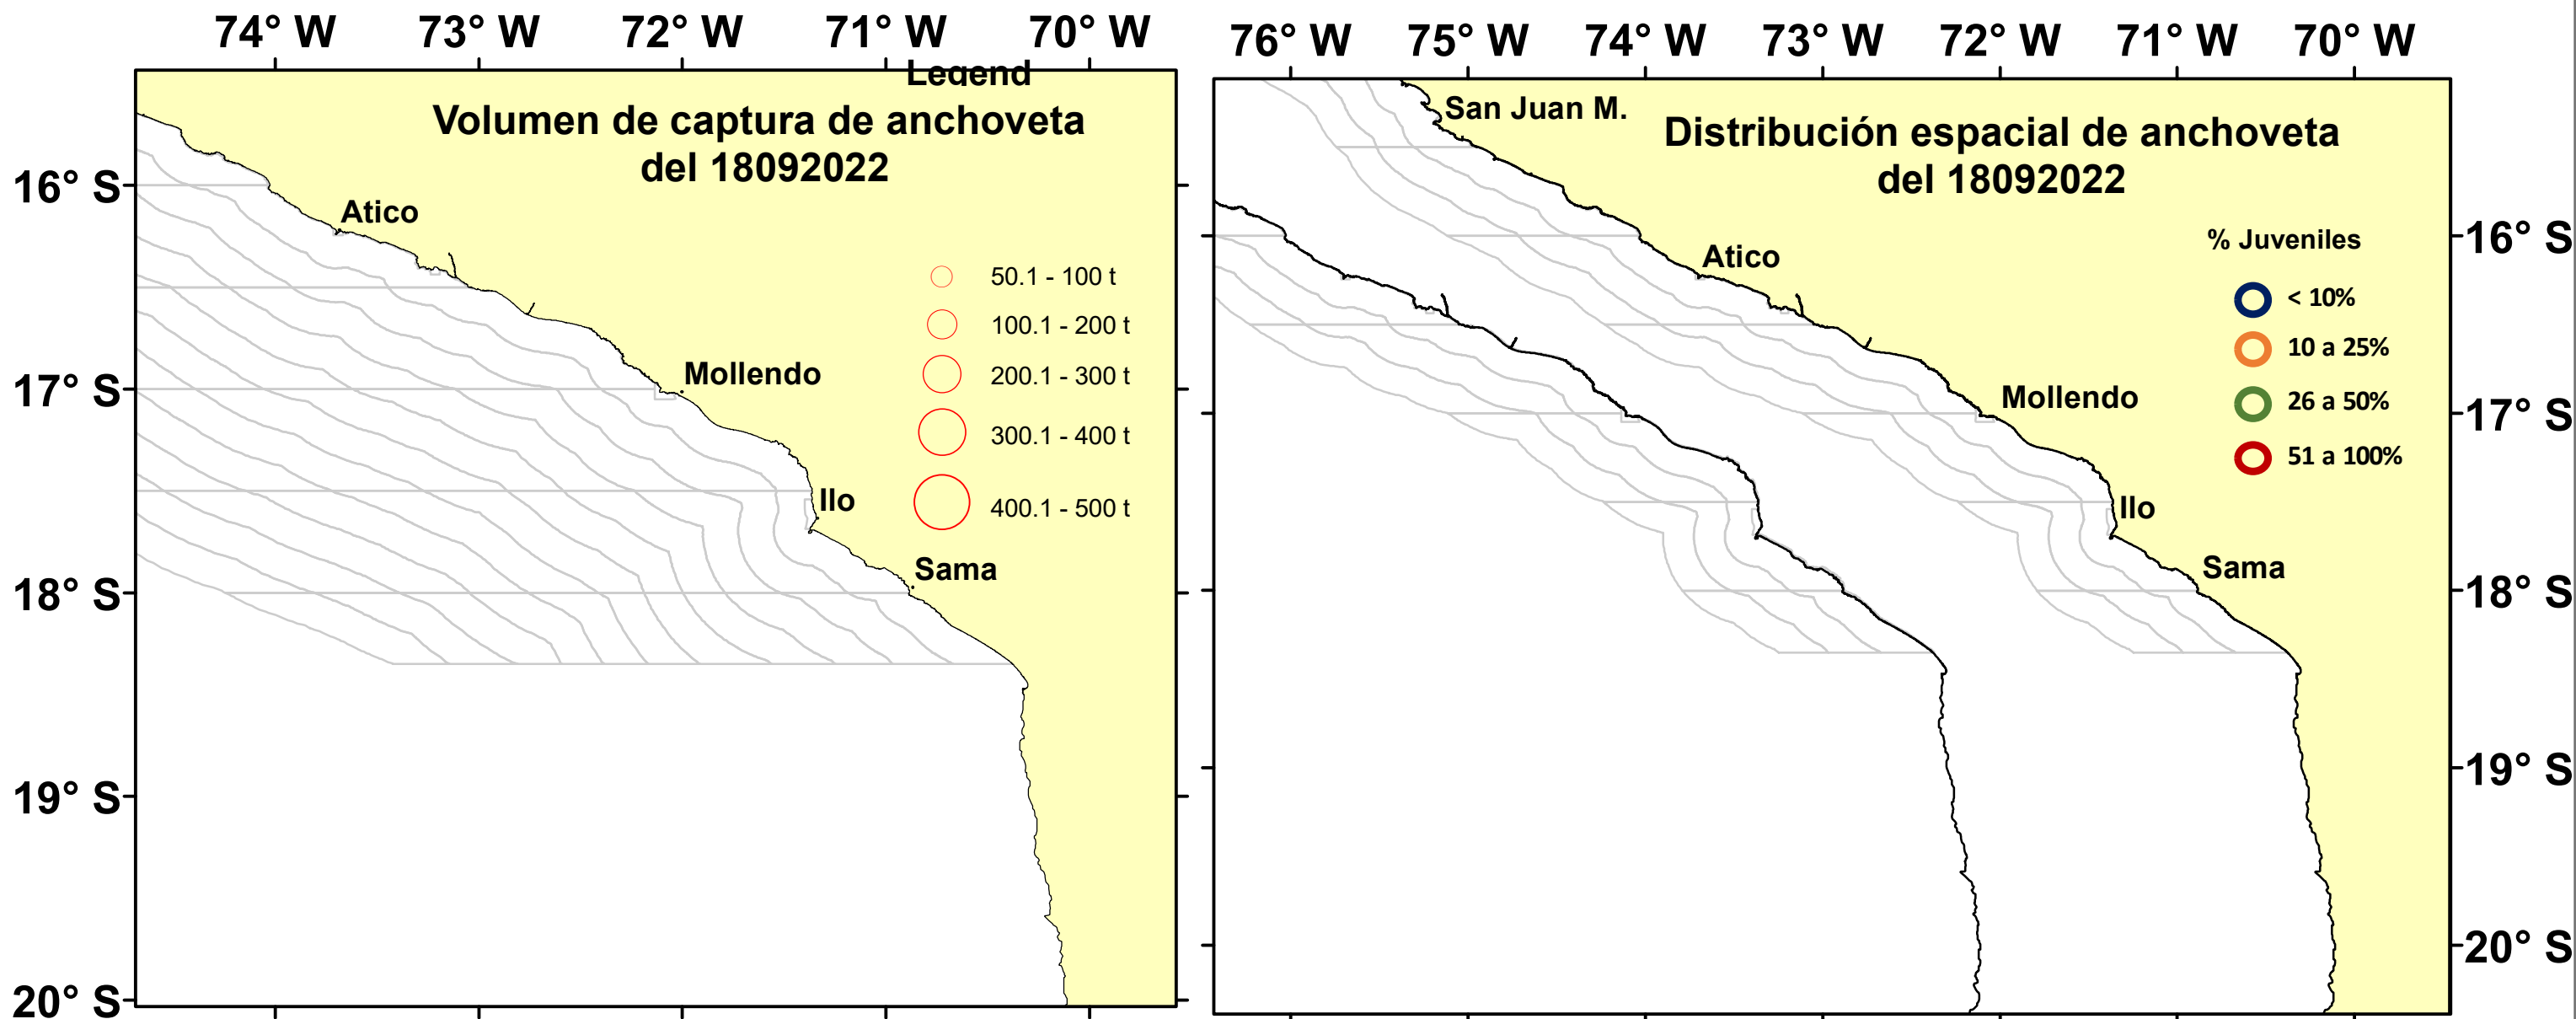 74° W 73° W 72° W 71° W 70° W
Legend
Volumen de captura de anchoveta
del 18092022
16° S
Atico
50.1 - 100 t
100.1 - 200 t
Mollendo
200.1 - 300 t
17° S
300.1 - 400 t
Ilo
400.1 - 500 t
Sama
18° S
19° S
20° S
76° W 75° W 74° W 73° W 72° W 71° W 70° W
San Juan M.
Distribución espacial de anchoveta
del 18092022
% Juveniles
16° S
Atico
< 10%
10 a 25%
Mollendo
26 a 50%
17° S
51 a 100%
Ilo
Sama
18° S
19° S
20° S